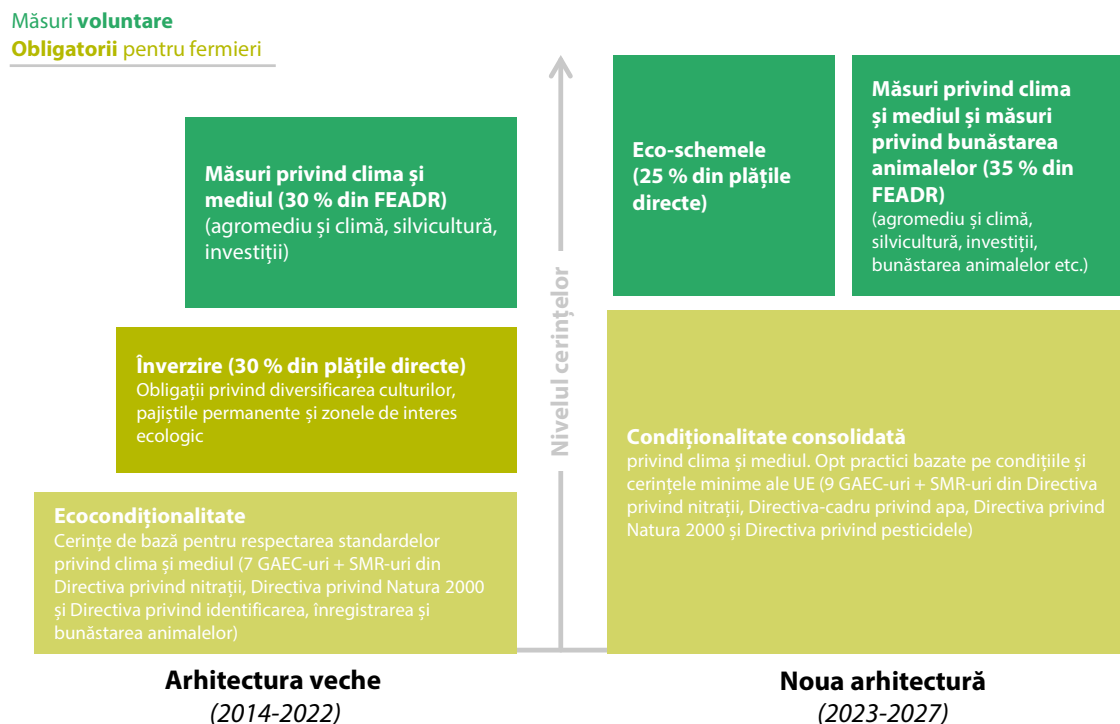 Măsuri voluntare
Obligatorii pentru fermieri
Măsuri privind clima și
mediul (30 % din FEADR)
(agromediu și climă, silvicultură,
investiții)
Înverzire (30 % din plățile directe)
Obligații privind diversificarea culturilor,
pajiștile permanente și zonele de interes
ecologic
Ecocondiționalitate
Cerințe de bază pentru respectarea standardelor
privind clima și mediul (7 GAEC-uri + SMR-uri din
Directiva privind nitrații, Directiva privind Natura 2000
și Directiva privind identificarea, înregistrarea și
bunăstarea animalelor)
Arhitectura veche
(2014-2022)
Nivelul cerințelor
Eco-schemele
(25 % din plățile
directe)
Măsuri privind clima
și mediul și măsuri
privind bunăstarea
animalelor (35 % din
FEADR)
(agromediu și climă,
silvicultură, investiții,
bunăstarea animalelor etc.)
Condiționalitate consolidată
privind clima și mediul. Opt practici bazate pe condițiile și
cerințele minime ale UE (9 GAEC-uri + SMR-uri din Directiva
privind nitrații, Directiva-cadru privind apa, Directiva privind
Natura 2000 și Directiva privind pesticidele)
Noua arhitectură
(2023-2027)